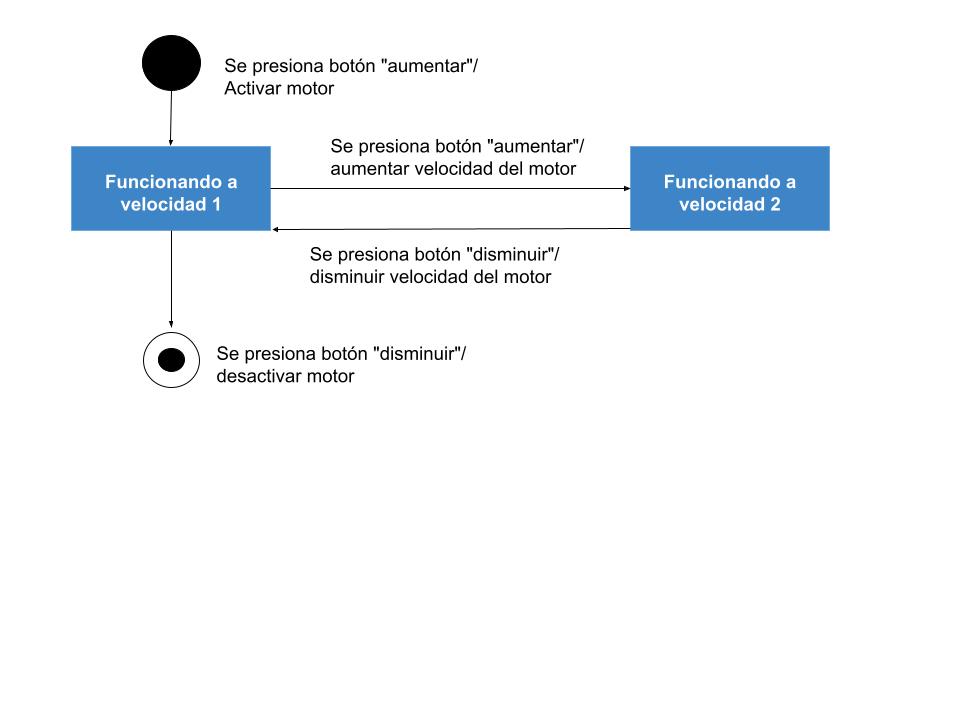 Se presiona botón "aumentar"/
Activar motor
Se presiona botón "aumentar"/
aumentar velocidad del motor
Funcionando a
velocidad 1
Funcionando a
velocidad 2
Se presiona botón "disminuir"/
disminuir velocidad del motor
Se presiona botón "disminuir"/
desactivar motor